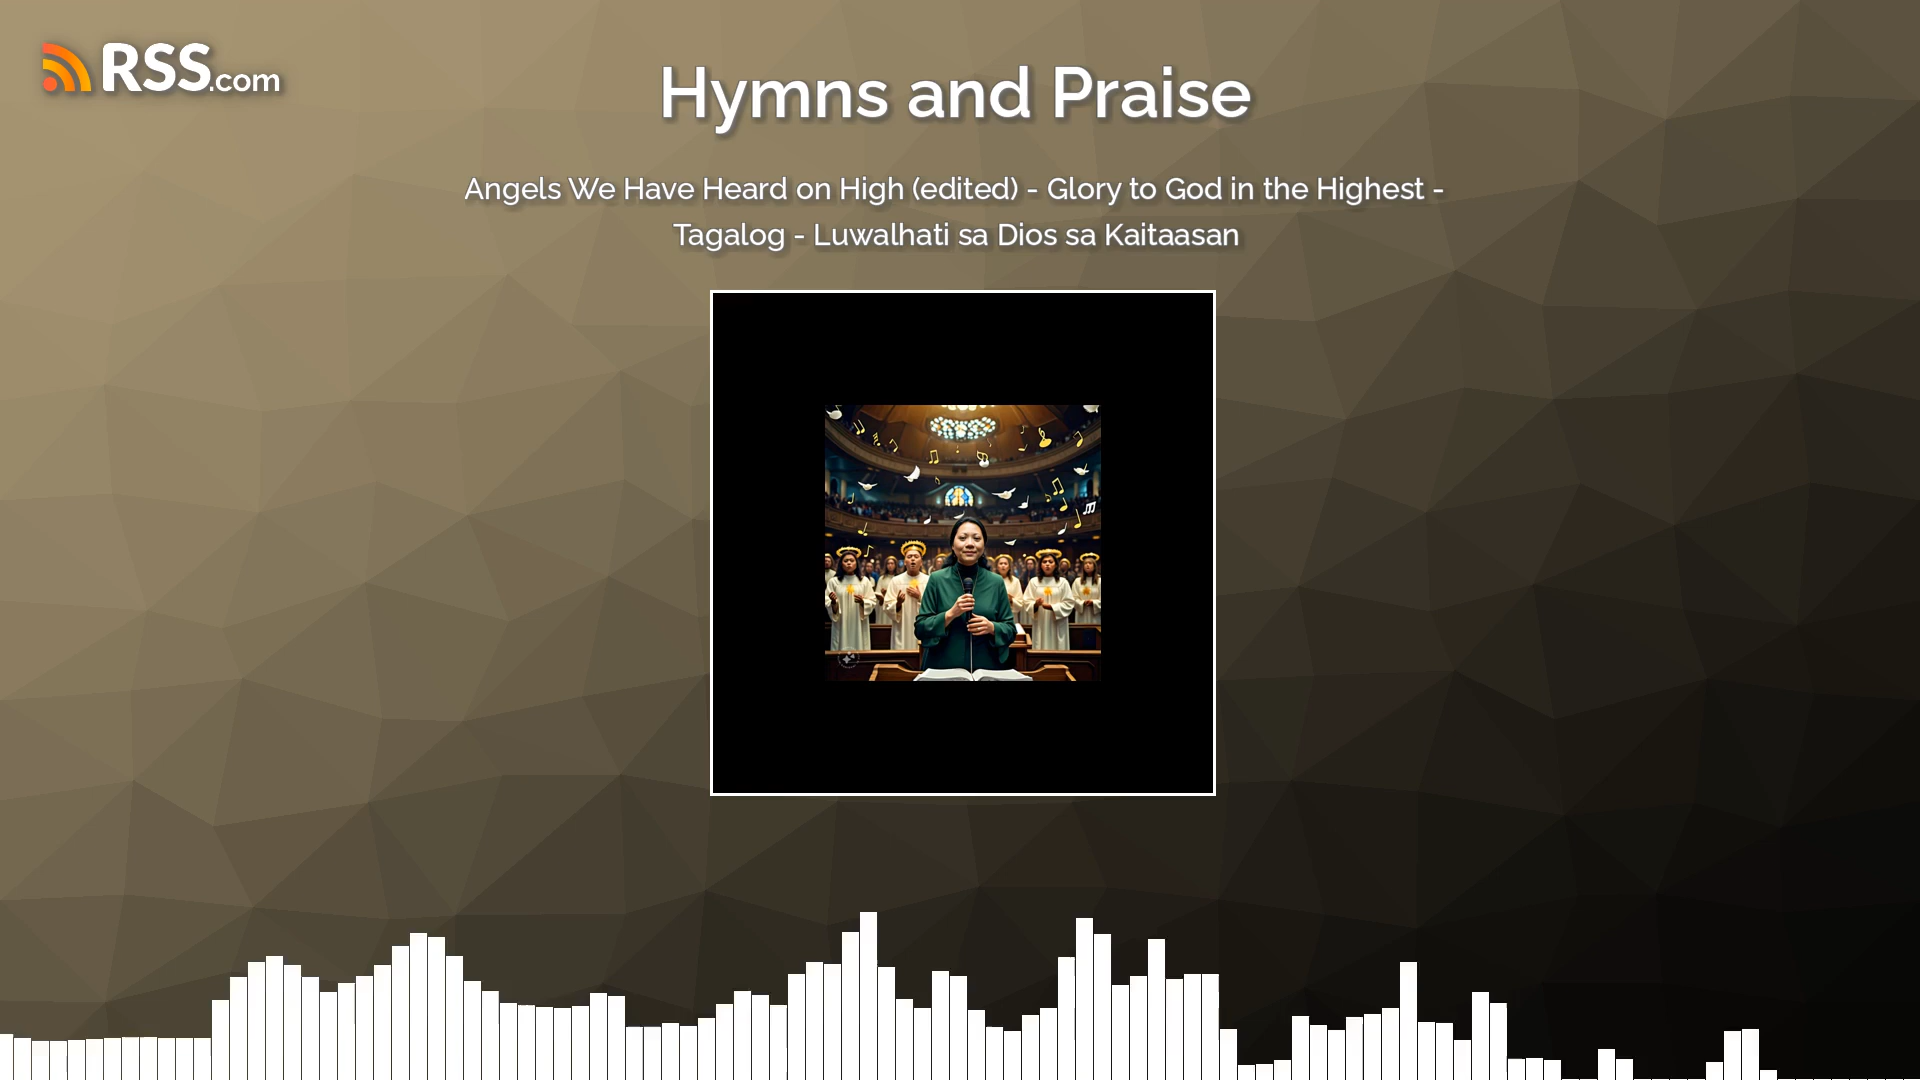 RSS.com
Hymns and Praise
Angels We Have Heard on High (edited) - Glory to God in the Highest -
Tagalog - Luwalhati sa Dios sa Kaitaasan